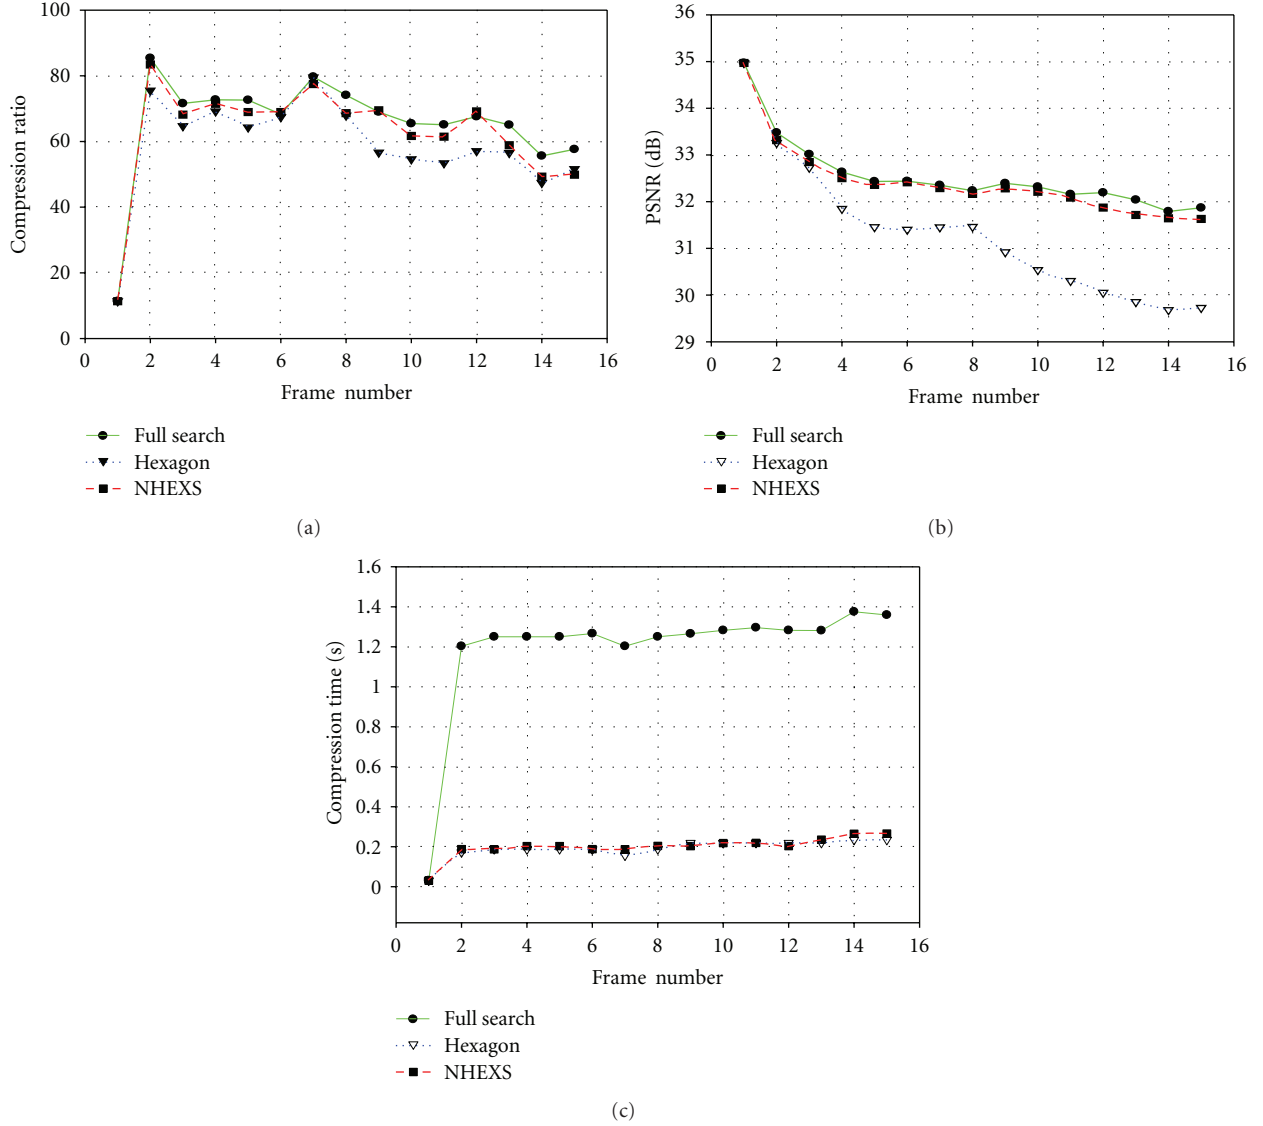 100
80
60
40
20
0
Compression ratio
0 2 4 6 8 10 12 14 16
Frame number
Full search
Hexagon
NHEXS
(a)
36
35
34
33
32
31
30
29
PSNR (dB)
0 2 4 6 8 10 12 14 16
Frame number
Full search
Hexagon
NHEXS
(b)
1.6
1.4
1.2
1
0.8
0.6
0.4
0.2
0
Compression time (s)
0 2 4 6 8 10 12 14 16
Frame number
Full search
Hexagon
NHEXS
(c)